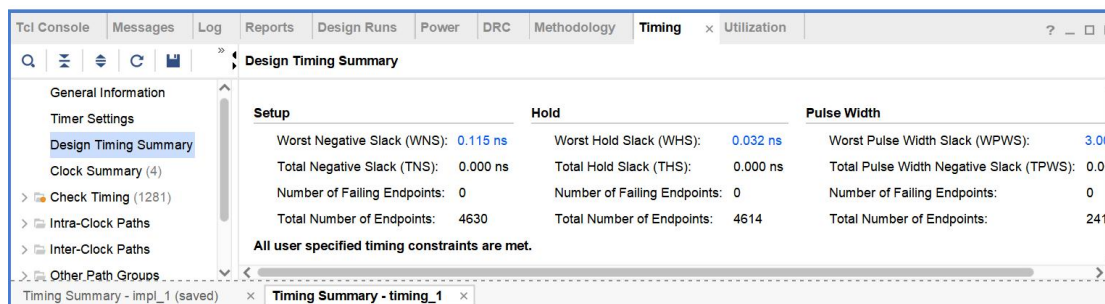 Tcl Console Messages Log Reports Design Runs Power DRC Methodology Timing × Utilization ?
» Design Timing Summary
General Information
Timer Settings
Design Timing Summary
Clock Summary (4)
Check Timing (1281)
Intra-Clock Paths
Inter-Clock Paths
Other Path Groups
Setup Hold Pulse Width
Worst Negative Slack (WNS): 0.115 ns Worst Hold Slack (WHS): 0.032 ns Worst Pulse Width Slack (WPWS): 3.00
Total Negative Slack (TNS): 0.000 ns Total Hold Slack (THS): 0.000 ns Total Pulse Width Negative Slack (TPWS): 0.0
Number of Failing Endpoints: 0 Number of Failing Endpoints: 0 Number of Failing Endpoints: 0
Total Number of Endpoints: 4630 Total Number of Endpoints: 4614 Total Number of Endpoints: 241
All user specified timing constraints are met.
Timing Summary - impl_1 (saved) × Timing Summary - timing_1 ×